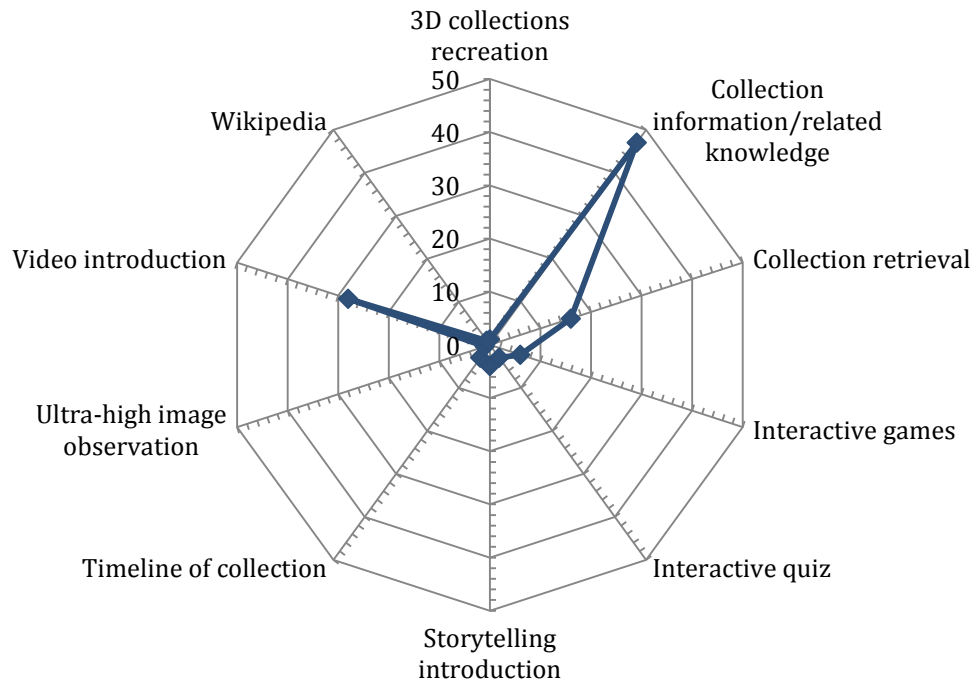 3D collections
recreation
50
Collection
information/related
knowledge
Wikipedia
40
30
Video introduction
Collection retrieval
20
10
0
Ultra-high image
observation
Interactive games
Timeline of collection
Interactive quiz
Storytelling
introduction